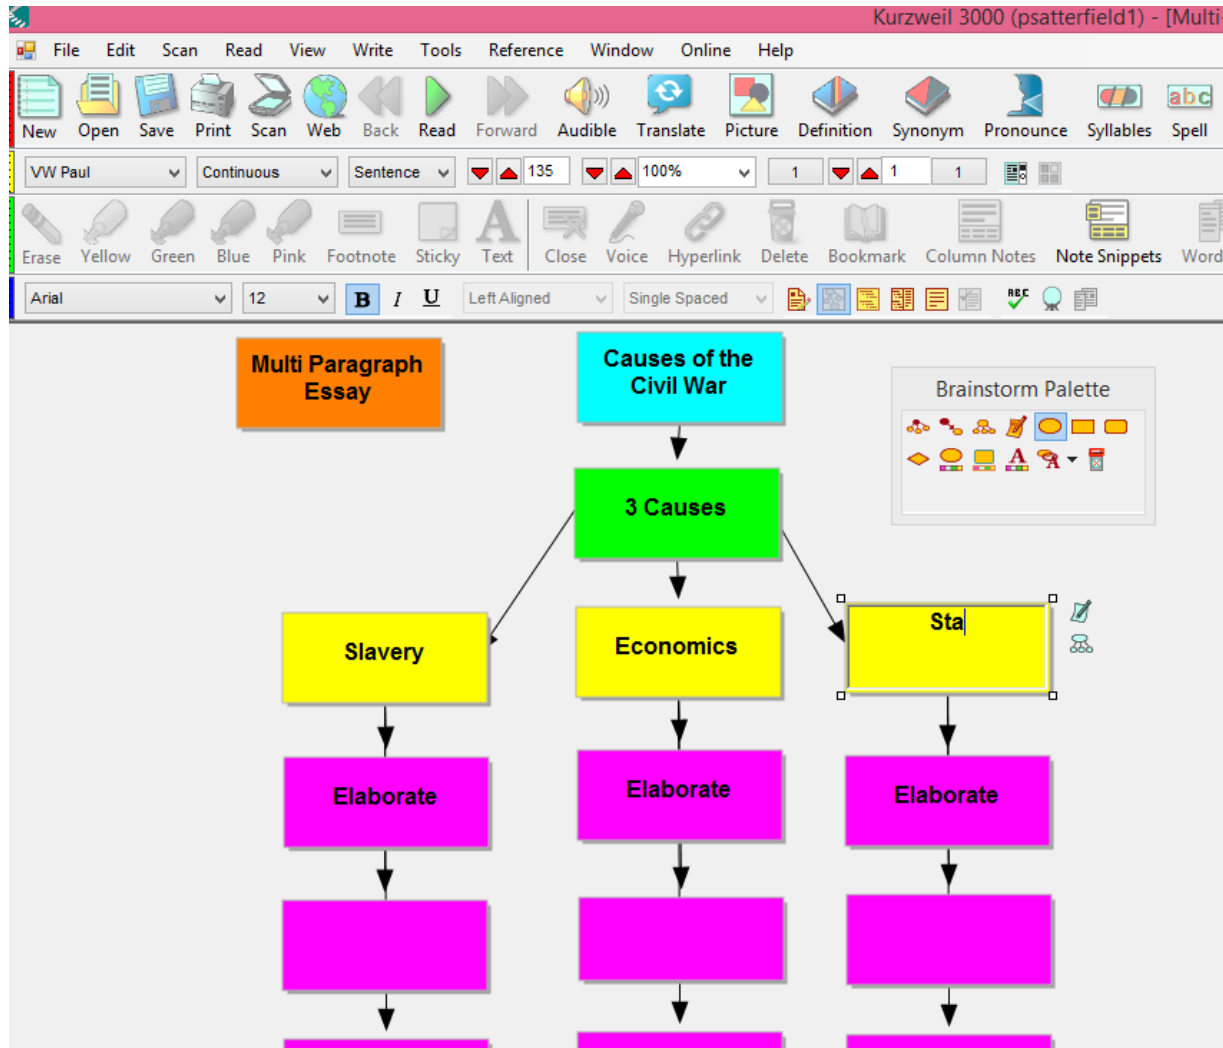 Kurzweil 3000 (psatterfield1) - [Multi-
File Edit Scan Read View Write Tools Reference Window Online Help
New Open Save Print Scan Web Back Read Forward Audible Translate Picture Definition Synonym Pronounce Syllables Spell
abc
VW Paul Continuous Sentence 135 100% 1 1 1
Erase Yellow Green Blue Pink Footnote Sticky Text Close Voice Hyperlink Delete Bookmark Column Notes Note Snippets Word
Arial 12 B I U Left Aligned Single Spaced ABC
Multi Paragraph
Essay
Causes of the
Civil War
Brainstorm Palette
3 Causes
Slavery
Economics
Sta
Elaborate
Elaborate
Elaborate